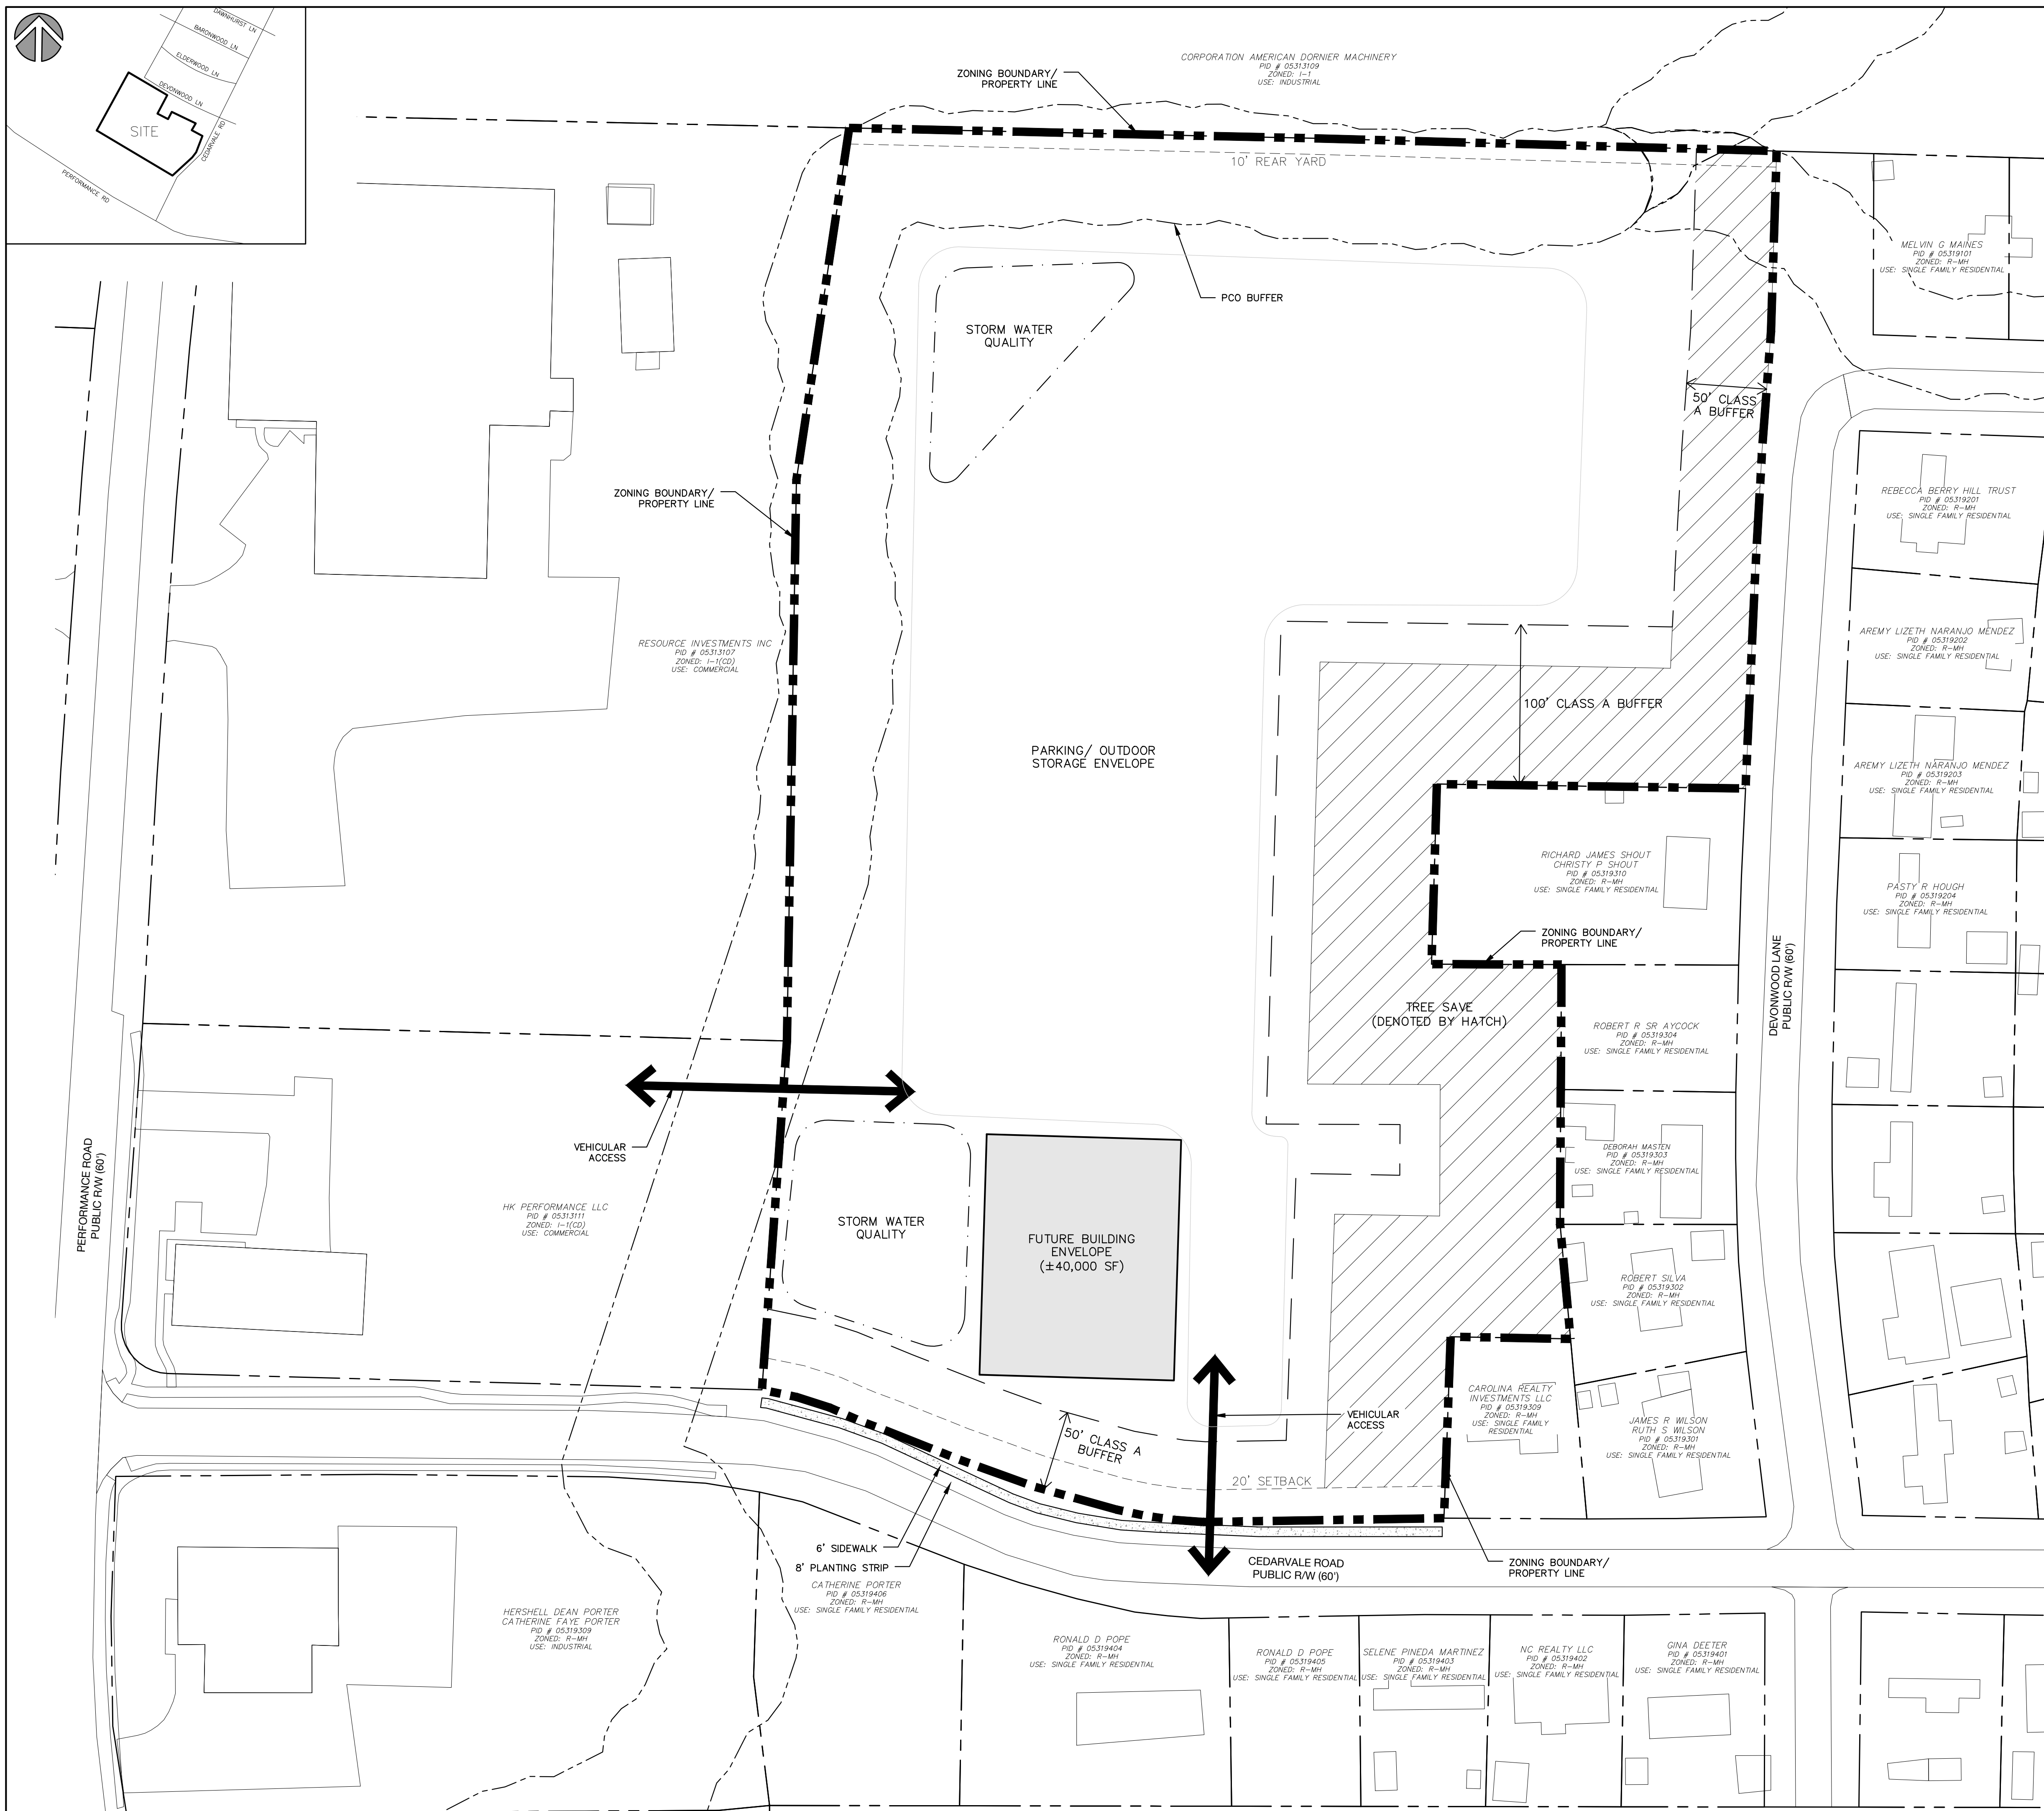 DAWNHURST LN
BARONWOOD LN
ELDERWOOD LN
DEVONWOOD LN
SITE
CEDARVALE RD
PERFORMANCE RD
CORPORATION AMERICAN DORNIER MACHINERY
PID # 05313109
ZONED: I-1
USE: INDUSTRIAL
ZONING BOUNDARY/
PROPERTY LINE
10' REAR YARD
MELVIN G MAINES
PID # 05319101
ZONED: R-MH
USE: SINGLE FAMILY RESIDENTIAL
PCO BUFFER
STORM WATER
QUALITY
50' CLASS
A BUFFER
ZONING BOUNDARY/
PROPERTY LINE
REBECCA BERRY HILL TRUST
PID # 05319201
ZONED: R-MH
USE: SINGLE FAMILY RESIDENTIAL
RESOURCE INVESTMENTS INC
PID # 05313107
ZONED: I-1(CD)
USE: COMMERCIAL
AREMY LIZETH NARANJO MENDEZ
PID # 05319202
ZONED: R-MH
USE: SINGLE FAMILY RESIDENTIAL
100' CLASS A BUFFER
PARKING/ OUTDOOR
STORAGE ENVELOPE
AREMY LIZETH NARANJO MENDEZ
PID # 05319203
ZONED: R-MH
USE: SINGLE FAMILY RESIDENTIAL
RICHARD JAMES SHOUT
CHRISTY P SHOUT
PID # 05319310
ZONED: R-MH
USE: SINGLE FAMILY RESIDENTIAL
PASTY R HOUGH
PID # 05319204
ZONED: R-MH
USE: SINGLE FAMILY RESIDENTIAL
ZONING BOUNDARY/
PROPERTY LINE
DEVONWOOD LANE
PUBLIC R/W (60')
TREE SAVE
(DENOTED BY HATCH)
ROBERT R SR AYCOCK
PID # 05319304
ZONED: R-MH
USE: SINGLE FAMILY RESIDENTIAL
VEHICULAR
ACCESS
DEBORAH MASTEN
PID # 05319303
ZONED: R-MH
USE: SINGLE FAMILY RESIDENTIAL
PERFORMANCE ROAD
PUBLIC R/W (60')
HK PERFORMANCE LLC
PID # 05313111
ZONED: I-1(CD)
USE: COMMERCIAL
STORM WATER
QUALITY
FUTURE BUILDING
ENVELOPE
(±40,000 SF)
ROBERT SILVA
PID # 05319302
ZONED: R-MH
USE: SINGLE FAMILY RESIDENTIAL
CAROLINA REALTY
INVESTMENTS LLC
PID # 05319309
ZONED: R-MH
USE: SINGLE FAMILY
RESIDENTIAL
VEHICULAR
ACCESS
JAMES R WILSON
RUTH S WILSON
PID # 05319301
ZONED: R-MH
USE: SINGLE FAMILY RESIDENTIAL
50' CLASS A
BUFFER
20' SETBACK
6' SIDEWALK
8' PLANTING STRIP
CEDARVALE ROAD
PUBLIC R/W (60')
ZONING BOUNDARY/
PROPERTY LINE
CATHERINE PORTER
PID # 05319406
ZONED: R-MH
USE: SINGLE FAMILY RESIDENTIAL
HERSHELL DEAN PORTER
CATHERINE FAYE PORTER
PID # 05319309
ZONED: R-MH
USE: INDUSTRIAL
RONALD D POPE
PID # 05319404
ZONED: R-MH
USE: SINGLE FAMILY RESIDENTIAL
RONALD D POPE
PID # 05319405
ZONED: R-MH
USE: SINGLE FAMILY RESIDENTIAL
SELENE PINEDA MARTINEZ
PID # 05319403
ZONED: R-MH
USE: SINGLE FAMILY RESIDENTIAL
NC REALTY LLC
PID # 05319402
ZONED: R-MH
USE: SINGLE FAMILY RESIDENTIAL
GINA DEETER
PID # 05319401
ZONED: R-MH
USE: SINGLE FAMILY RESIDENTIAL